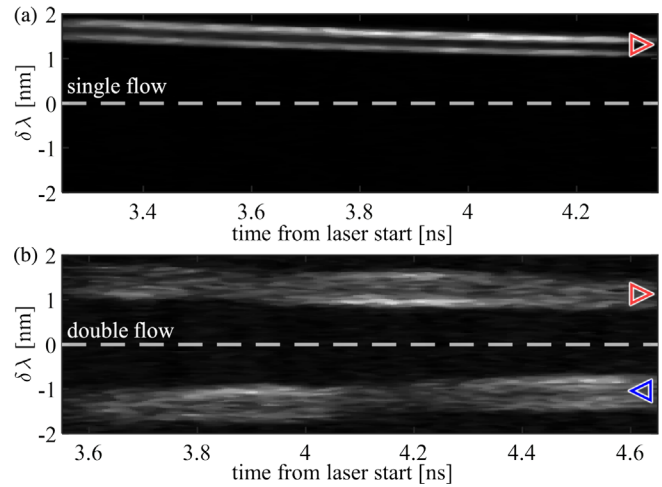 (a)
2
1
0
-1
-2
δλ [nm]
single flow
3.4 3.6 3.8 4 4.2
time from laser start [ns]
(b)
2
1
0
-1
-2
δλ [nm]
double flow
3.6 3.8 4 4.2 4.4 4.6
time from laser start [ns]